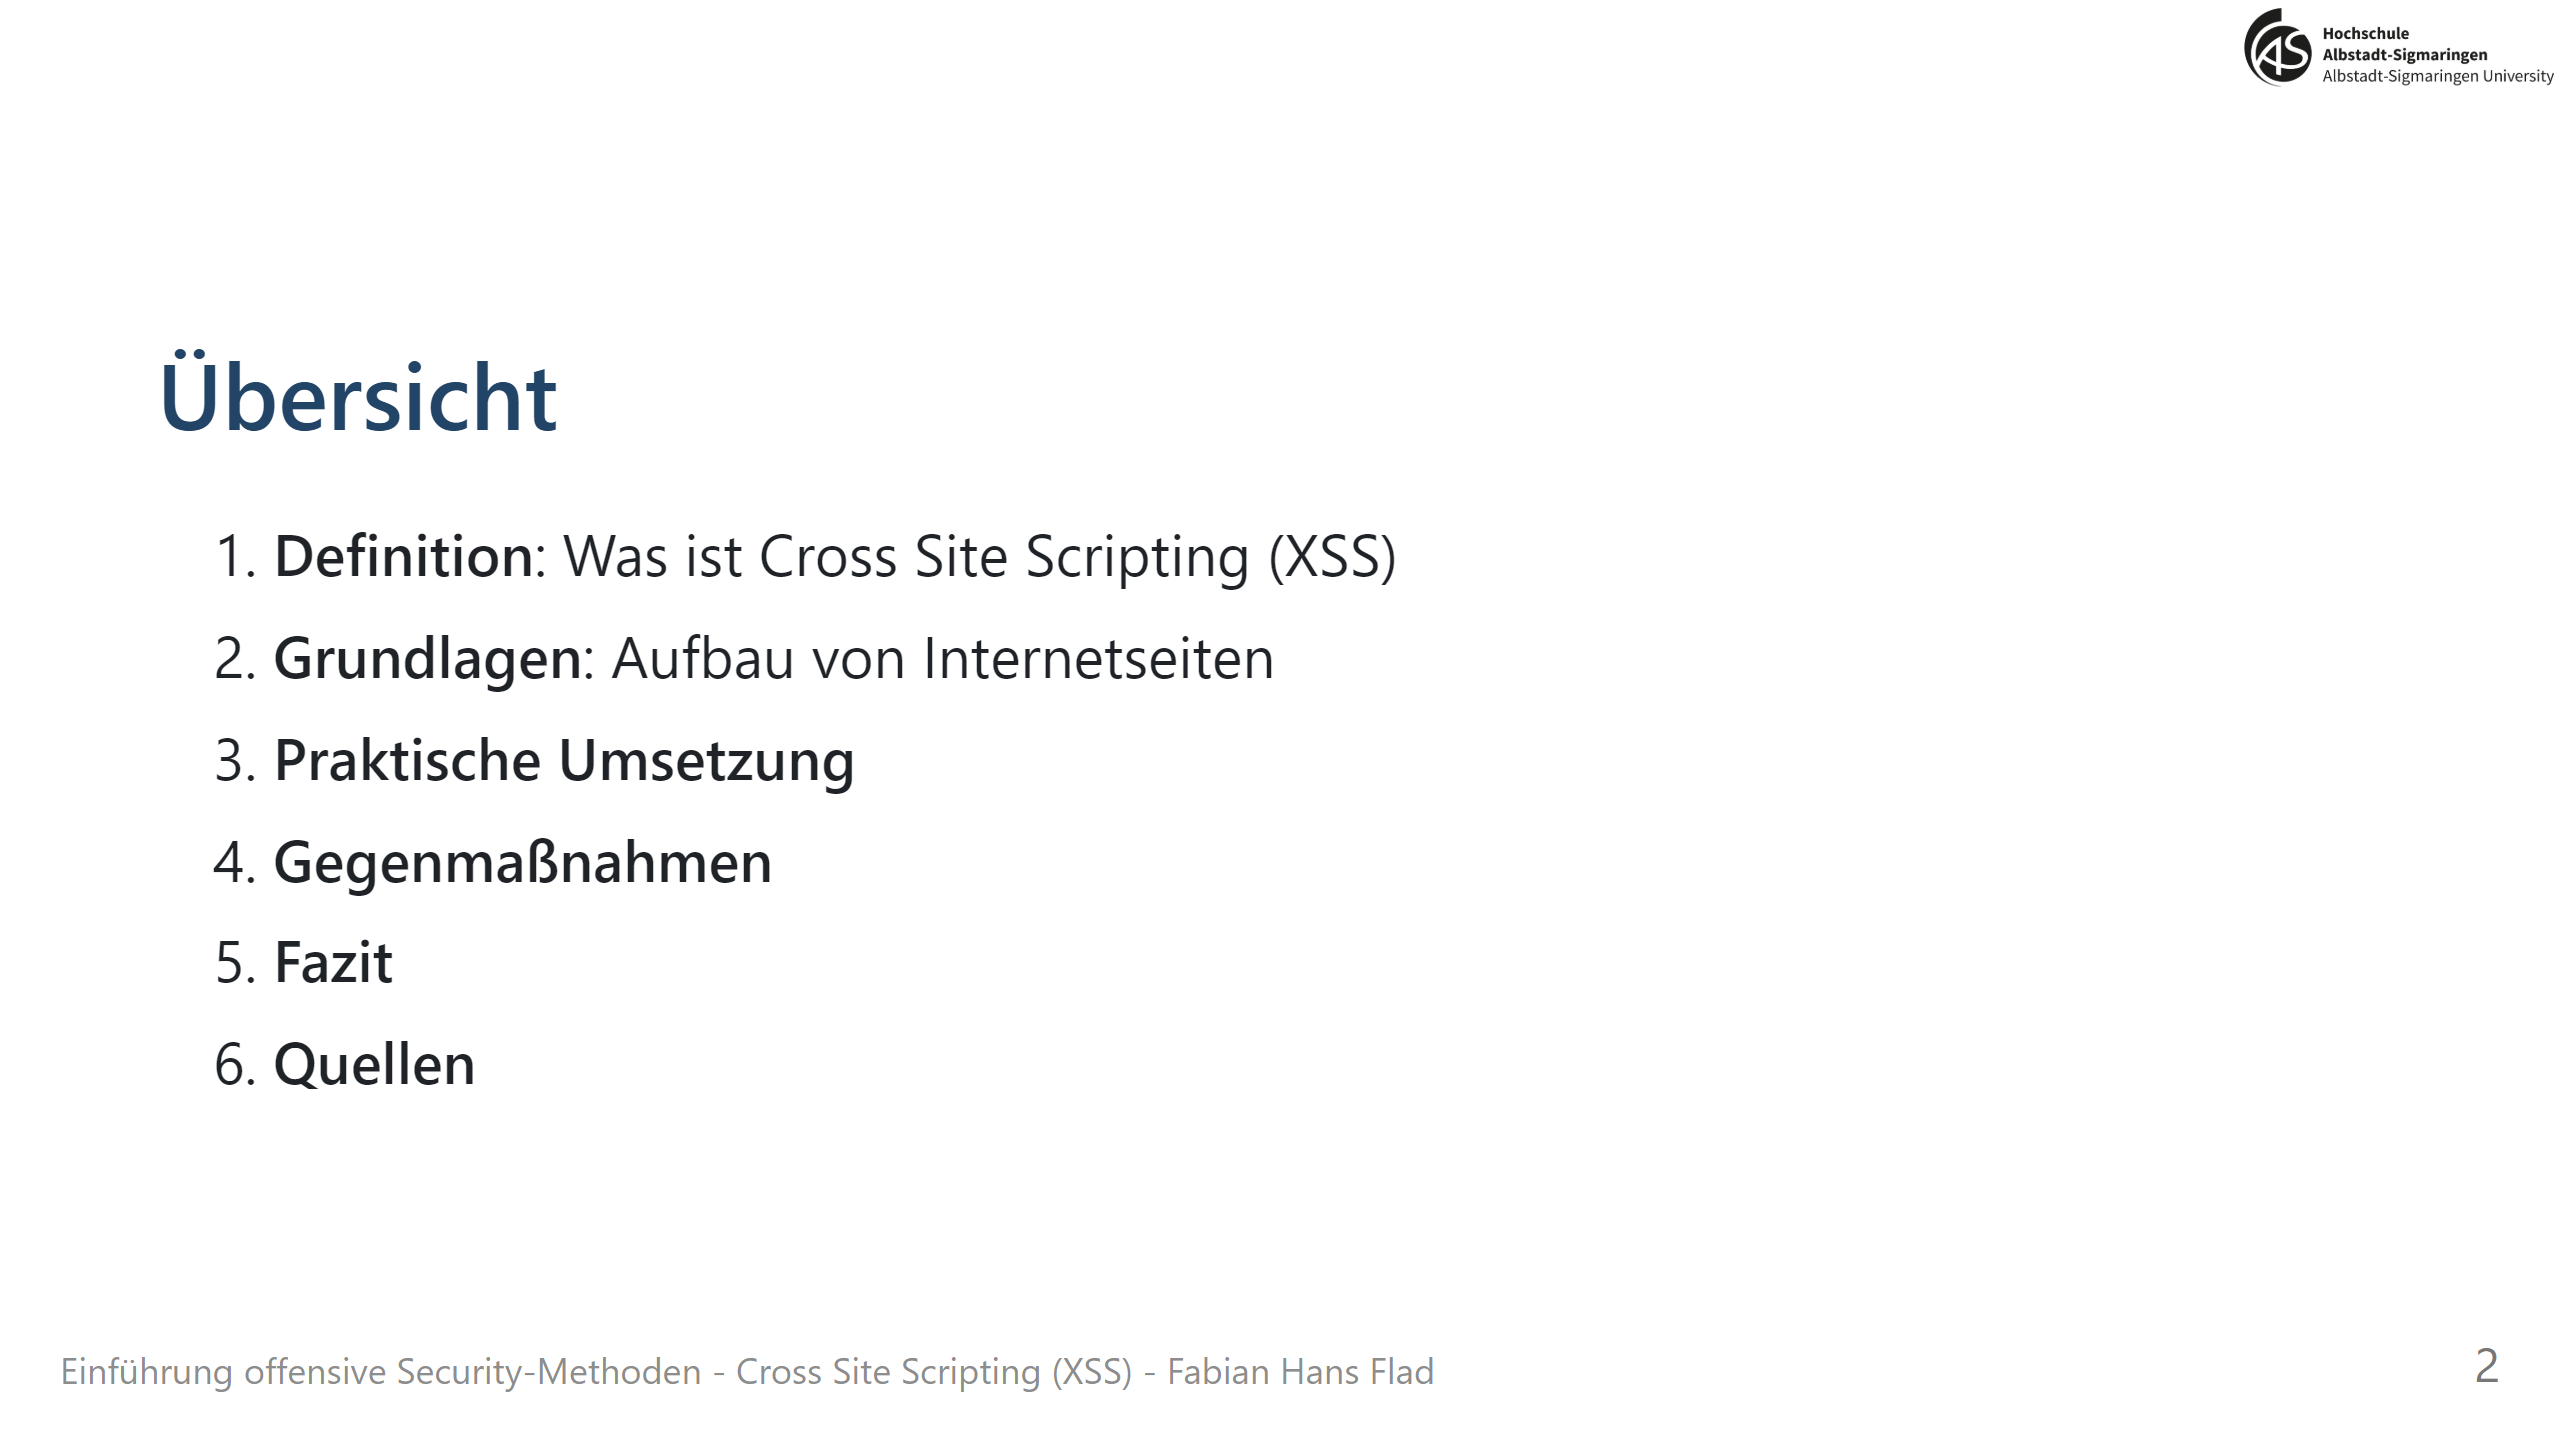 Hochschule
Albstadt-Sigmaringen
Albstadt-Sigmaringen University
Übersicht
1. Definition: Was ist Cross Site Scripting (XSS)
2. Grundlagen: Aufbau von Internetseiten
3. Praktische Umsetzung
4. Gegenmaßnahmen
5. Fazit
6. Quellen
Einführung offensive Security-Methoden - Cross Site Scripting (XSS) - Fabian Hans Flad
2